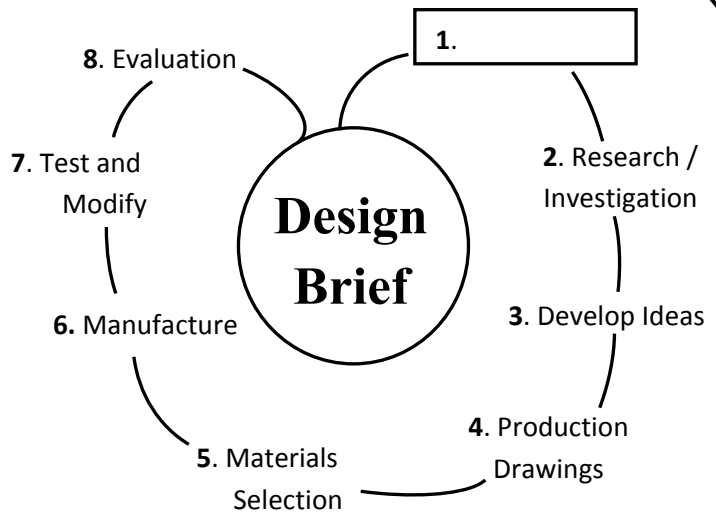 1.
2. Research /
Investigation
3. Develop Ideas
4. Production
Drawings
5. Materials
Selection
6. Manufacture
7. Test and
Modify
8. Evaluation
Design
Brief